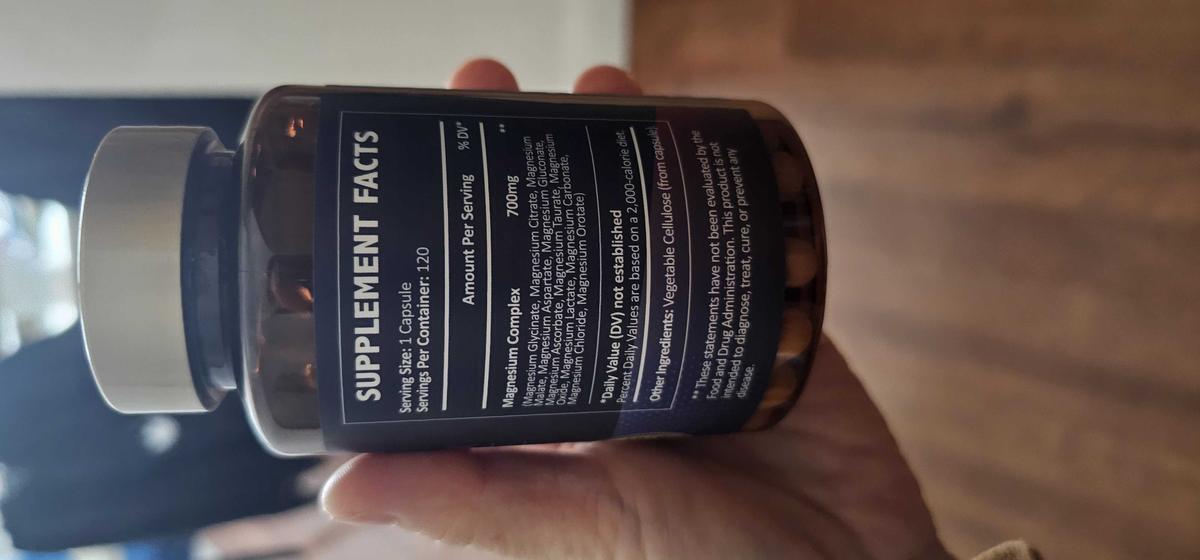 SUPPLEMENT FACTS
Serving Size: 1 Capsule
Servings Per Container: 120
Amount Per Serving % DV*
Magnesium Complex 700mg **
(Magnesium Glycinate, Magnesium Citrate, Magnesium
Malate, Magnesium Aspartate, Magnesium Gluconate,
Magnesium Ascorbate, Magnesium Taurate, Magnesium
Oxide, Magnesium Lactate, Magnesium Carbonate,
Magnesium Chloride, Magnesium Orotate)
*Daily Value (DV) not established
Percent Daily Values are based on a 2,000-calorie diet.
Other Ingredients: Vegetable Cellulose (from capsule)
** These statements have not been evaluated by the
Food and Drug Administration. This product is not
intended to diagnose, treat, cure, or prevent any
disease.